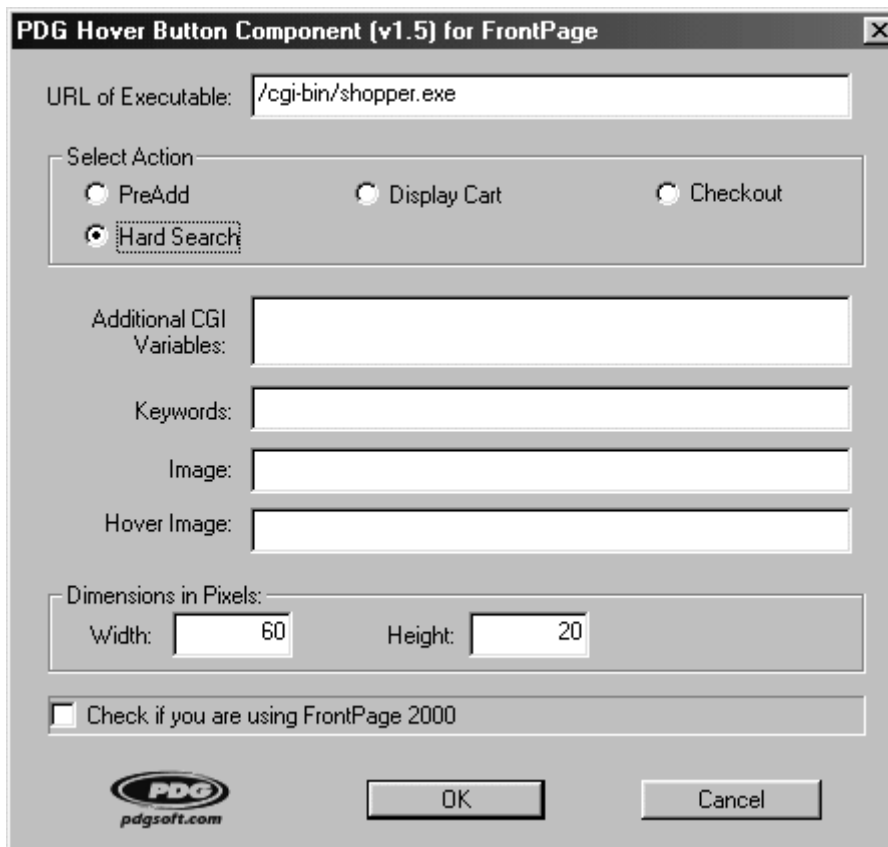 PDG Hover Button Component (v1.5) for FrontPage
URL of Executable: /cgi-bin/shopper.exe
Select Action
PreAdd Display Cart Checkout
Hard Search
Additional CGI
Variables:
Keywords:
Image:
Hover Image:
Dimensions in Pixels:
Width: 60 Height: 20
Check if you are using FrontPage 2000
PDG
pdgsoft.com
OK Cancel